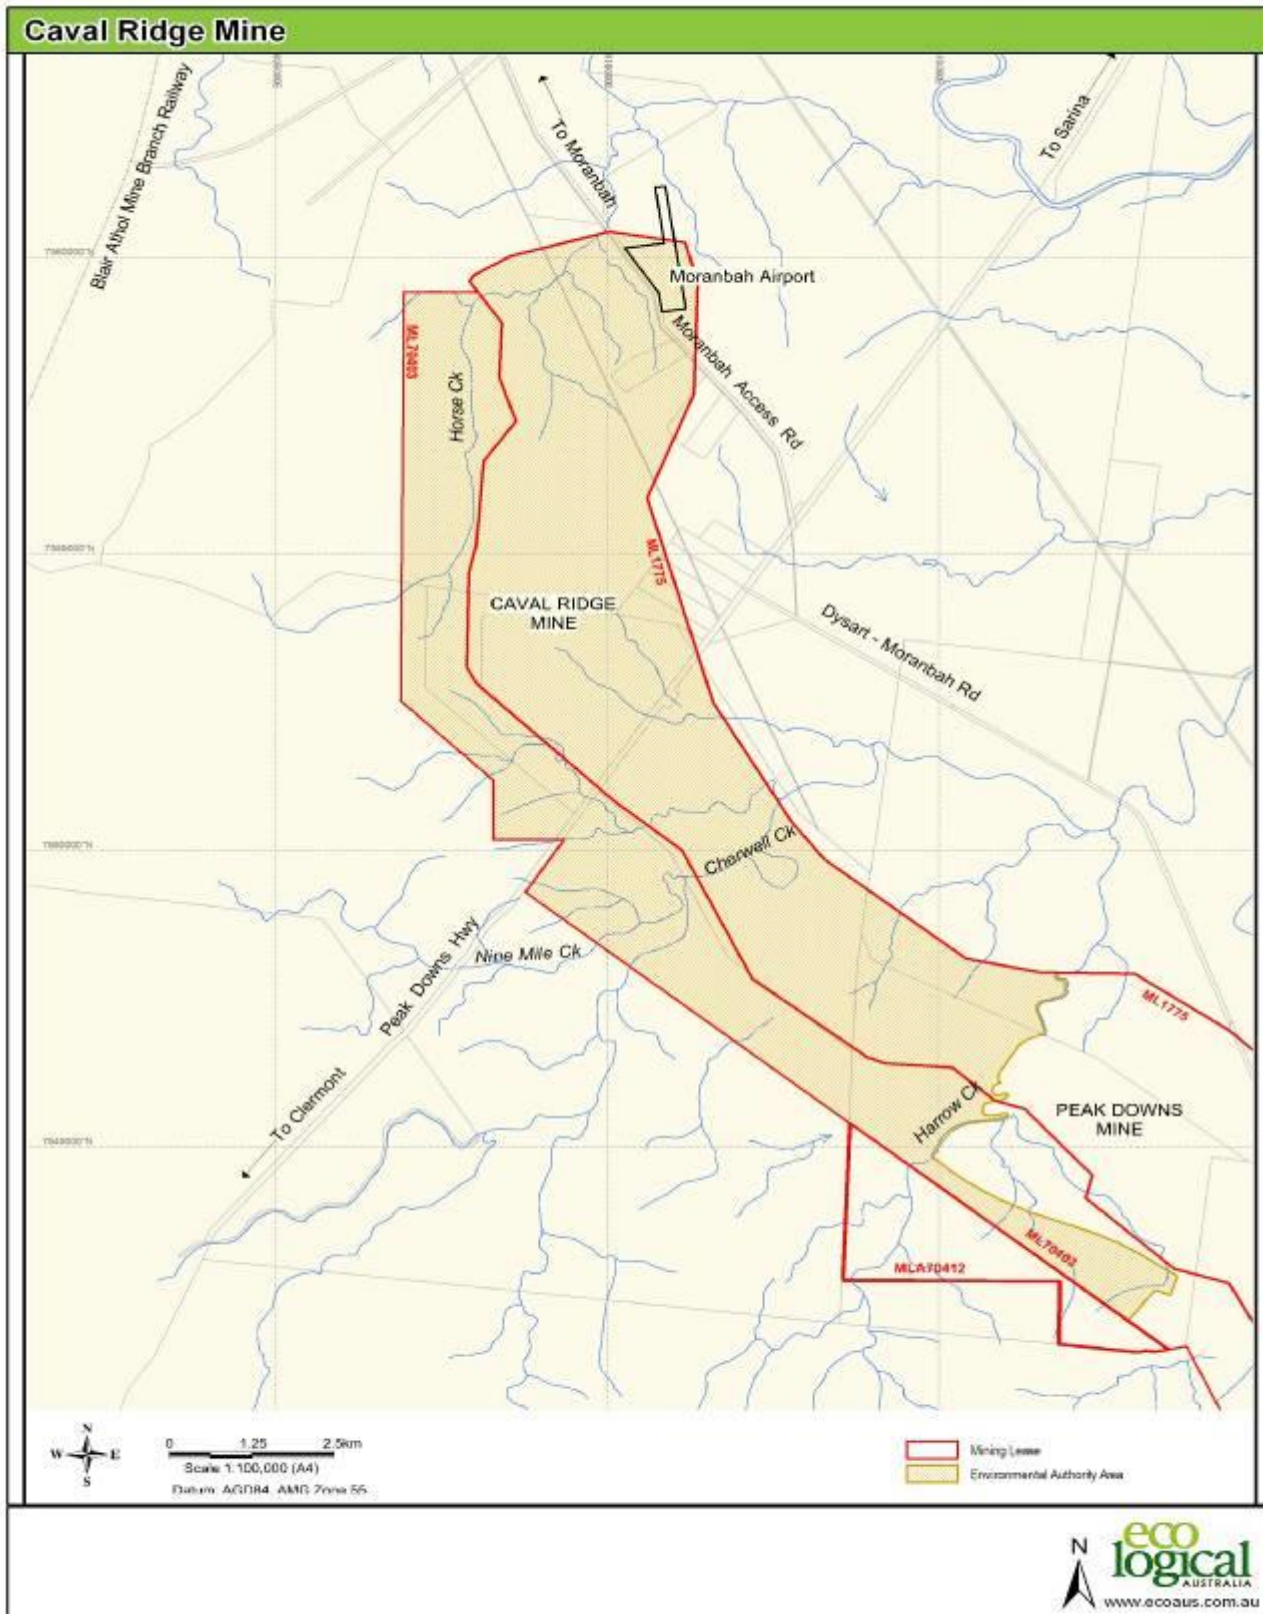 Caval Ridge Mine
Blair Athol Mine Branch Railway
To Moranbah
To Sarina
Moranbah Airport
Moranbah Access Rd
ML70403
Horse Ck
ML1775
CAVAL RIDGE
MINE
Dysart - Moranbah Rd
Cherwell Ck
Nine Mile Ck
Peak Downs Hwy
To Clermont
ML1775
Harrow Ck
PEAK DOWNS
MINE
ML70403
MLA70412
N
W E
S
0 1.25 2.5km
Scale 1:100,000 (A4)
Datum: AGD84, AMG Zone 55
Mining Lease
Environmental Authority Area
N
eco
logical
AUSTRALIA
www.ecoaus.com.au